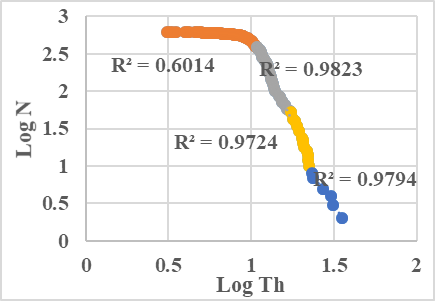 3
2.5
R² = 0.6014
R² = 0.9823
2
Log N
1.5
R² = 0.9724
1
R² = 0.9794
0.5
0
0
0.5
1
1.5
2
Log Th